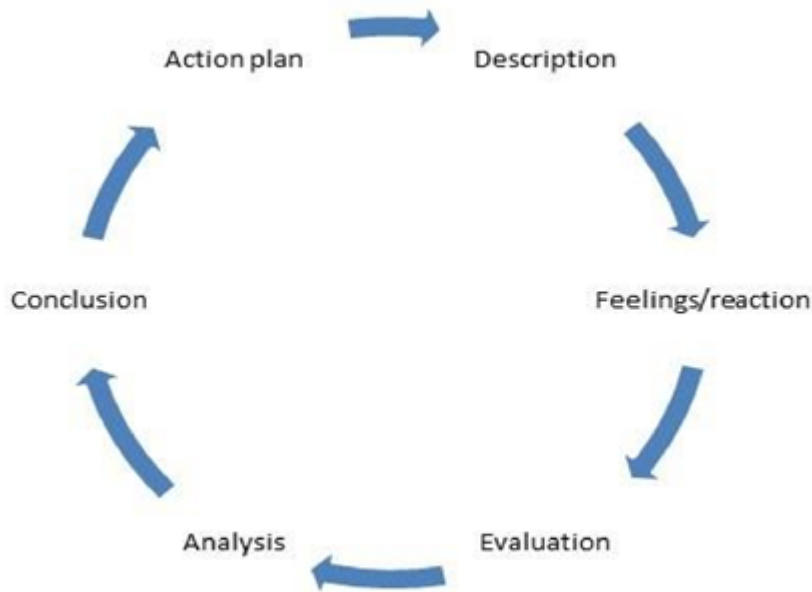 Action plan
Description
Feelings/reaction
Evaluation
Analysis
Conclusion